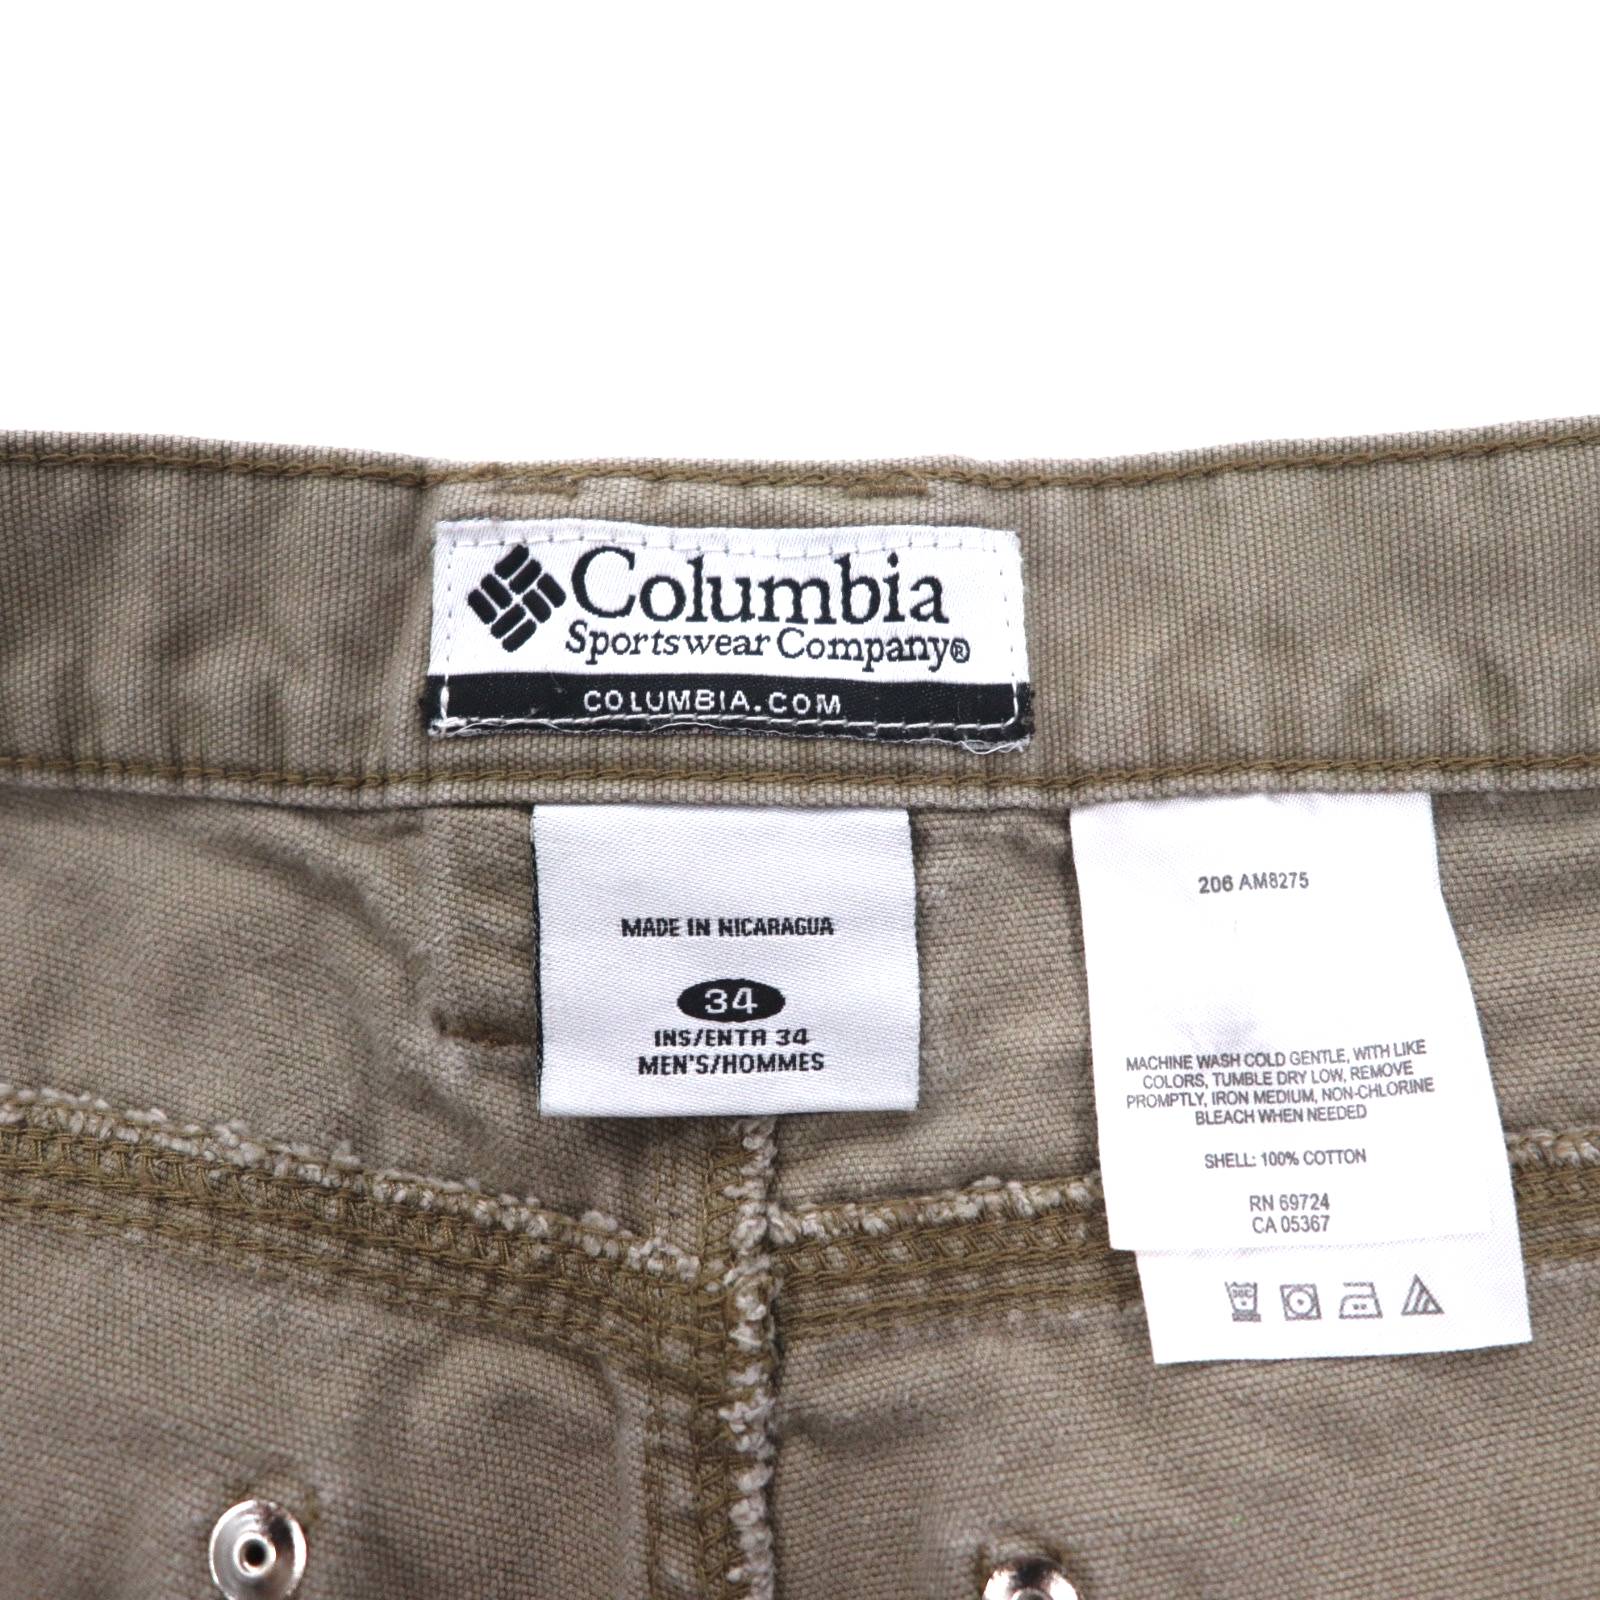 Columbia
Sportswear Company®
COLUMBIA.COM
MADE IN NICARAGUA
34
INS/ENTR 34
MEN'S/HOMMES
206 AM8275
MACHINE WASH COLD GENTLE, WITH LIKE
COLORS, TUMBLE DRY LOW, REMOVE
PROMPTLY, IRON MEDIUM, NON-CHLORINE
BLEACH WHEN NEEDED
SHELL: 100% COTTON
RN 69724
CA 05367